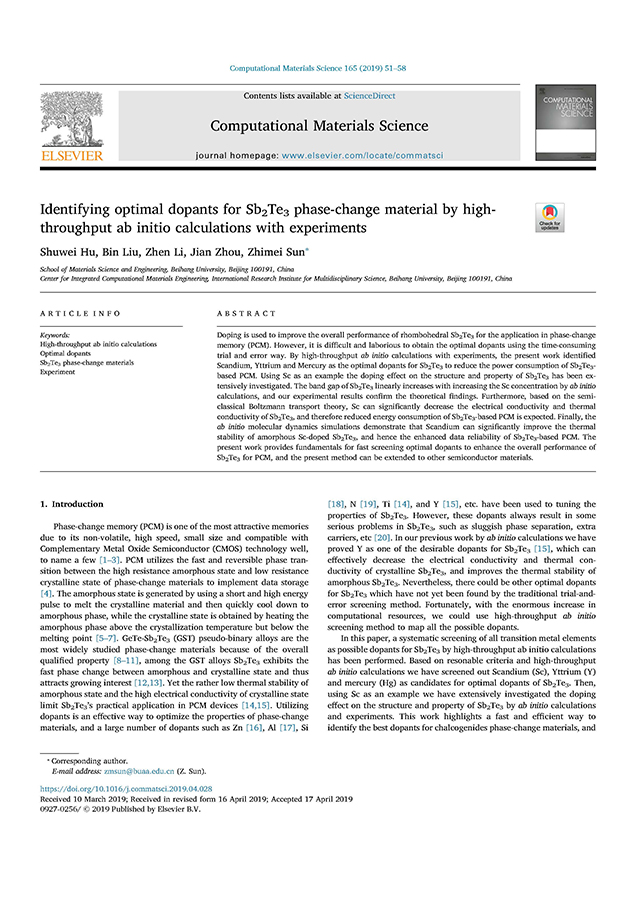 Computational Materials Science 165 (2019) 51–58
Contents lists available at ScienceDirect
Computational Materials Science
journal homepage: www.elsevier.com/locate/commatsci
ELSEVIER
COMPUTATIONAL
MATERIALS
SCIENCE
Identifying optimal dopants for Sb₂Te₃ phase-change material by high-
throughput ab initio calculations with experiments
Check for
updates
Shuwei Hu, Bin Liu, Zhen Li, Jian Zhou, Zhimei Sun*
School of Materials Science and Engineering, Beihang University, Beijing 100191, China
Center for Integrated Computational Materials Engineering, International Research Institute for Multidisciplinary Science, Beihang University, Beijing 100191, China
ARTICLE INFO
Keywords:
High-throughput ab initio calculations
Optimal dopants
Sb₂Te₃ phase-change materials
Experiment
ABSTRACT
Doping is used to improve the overall performance of rhombohedral Sb₂Te₃ for the application in phase-change
memory (PCM). However, it is difficult and laborious to obtain the optimal dopants using the time-consuming
trial and error way. By high-throughput ab initio calculations with experiments, the present work identified
Scandium, Yttrium and Mercury as the optimal dopants for Sb₂Te₃ to reduce the power consumption of Sb₂Te₃-
based PCM. Using Sc as an example the doping effect on the structure and property of Sb₂Te₃ has been ex-
tensively investigated. The band gap of Sb₂Te₃ linearly increases with increasing the Sc concentration by ab initio
calculations, and our experimental results confirm the theoretical findings. Furthermore, based on the semi-
classical Boltzmann transport theory, Sc can significantly decrease the electrical conductivity and thermal
conductivity of Sb₂Te₃, and therefore reduced energy consumption of Sb₂Te₃-based PCM is expected. Finally, the
ab initio molecular dynamics simulations demonstrate that Scandium can significantly improve the thermal
stability of amorphous Sc-doped Sb₂Te₃, and hence the enhanced data reliability of Sb₂Te₃-based PCM. The
present work provides fundamentals for fast screening optimal dopants to enhance the overall performance of
Sb₂Te₃ for PCM, and the present method can be extended to other semiconductor materials.
1. Introduction
Phase-change memory (PCM) is one of the most attractive memories
due to its non-volatile, high speed, small size and compatible with
Complementary Metal Oxide Semiconductor (CMOS) technology well,
to name a few [1–3]. PCM utilizes the fast and reversible phase tran-
sition between the high resistance amorphous state and low resistance
crystalline state of phase-change materials to implement data storage
[4]. The amorphous state is generated by using a short and high energy
pulse to melt the crystalline material and then quickly cool down to
amorphous phase, while the crystalline state is obtained by heating the
amorphous phase above the crystallization temperature but below the
melting point [5–7]. GeTe-Sb₂Te₃ (GST) pseudo-binary alloys are the
most widely studied phase-change materials because of the overall
qualified property [8–11], among the GST alloys Sb₂Te₃ exhibits the
fast phase change between amorphous and crystalline state and thus
attracts growing interest [12,13]. Yet the rather low thermal stability of
amorphous state and the high electrical conductivity of crystalline state
limit Sb₂Te₃'s practical application in PCM devices [14,15]. Utilizing
dopants is an effective way to optimize the properties of phase-change
materials, and a large number of dopants such as Zn [16], Al [17], Si
[18], N [19], Ti [14], and Y [15], etc. have been used to tuning the
properties of Sb₂Te₃. However, these dopants always result in some
serious problems in Sb₂Te₃, such as sluggish phase separation, extra
carriers, etc [20]. In our previous work by ab initio calculations we have
proved Y as one of the desirable dopants for Sb₂Te₃ [15], which can
effectively decrease the electrical conductivity and thermal con-
ductivity of crystalline Sb₂Te₃, and improves the thermal stability of
amorphous Sb₂Te₃. Nevertheless, there could be other optimal dopants
for Sb₂Te₃ which have not yet been found by the traditional trial-and-
error screening method. Fortunately, with the enormous increase in
computational resources, we could use high-throughput ab initio
screening method to map all the possible dopants.
In this paper, a systematic screening of all transition metal elements
as possible dopants for Sb₂Te₃ by high-throughput ab initio calculations
has been performed. Based on resonable criteria and high-throughput
ab initio calculations we have screened out Scandium (Sc), Yttrium (Y)
and mercury (Hg) as candidates for optimal dopants of Sb₂Te₃. Then,
using Sc as an example we have extensively investigated the doping
effect on the structure and property of Sb₂Te₃ by ab initio calculations
and experiments. This work highlights a fast and efficient way to
identify the best dopants for chalcogenides phase-change materials, and
* Corresponding author.
E-mail address: zmsun@buaa.edu.cn (Z. Sun).
https://doi.org/10.1016/j.commatsci.2019.04.028
Received 10 March 2019; Received in revised form 16 April 2019; Accepted 17 April 2019
0927-0256/ © 2019 Published by Elsevier B.V.